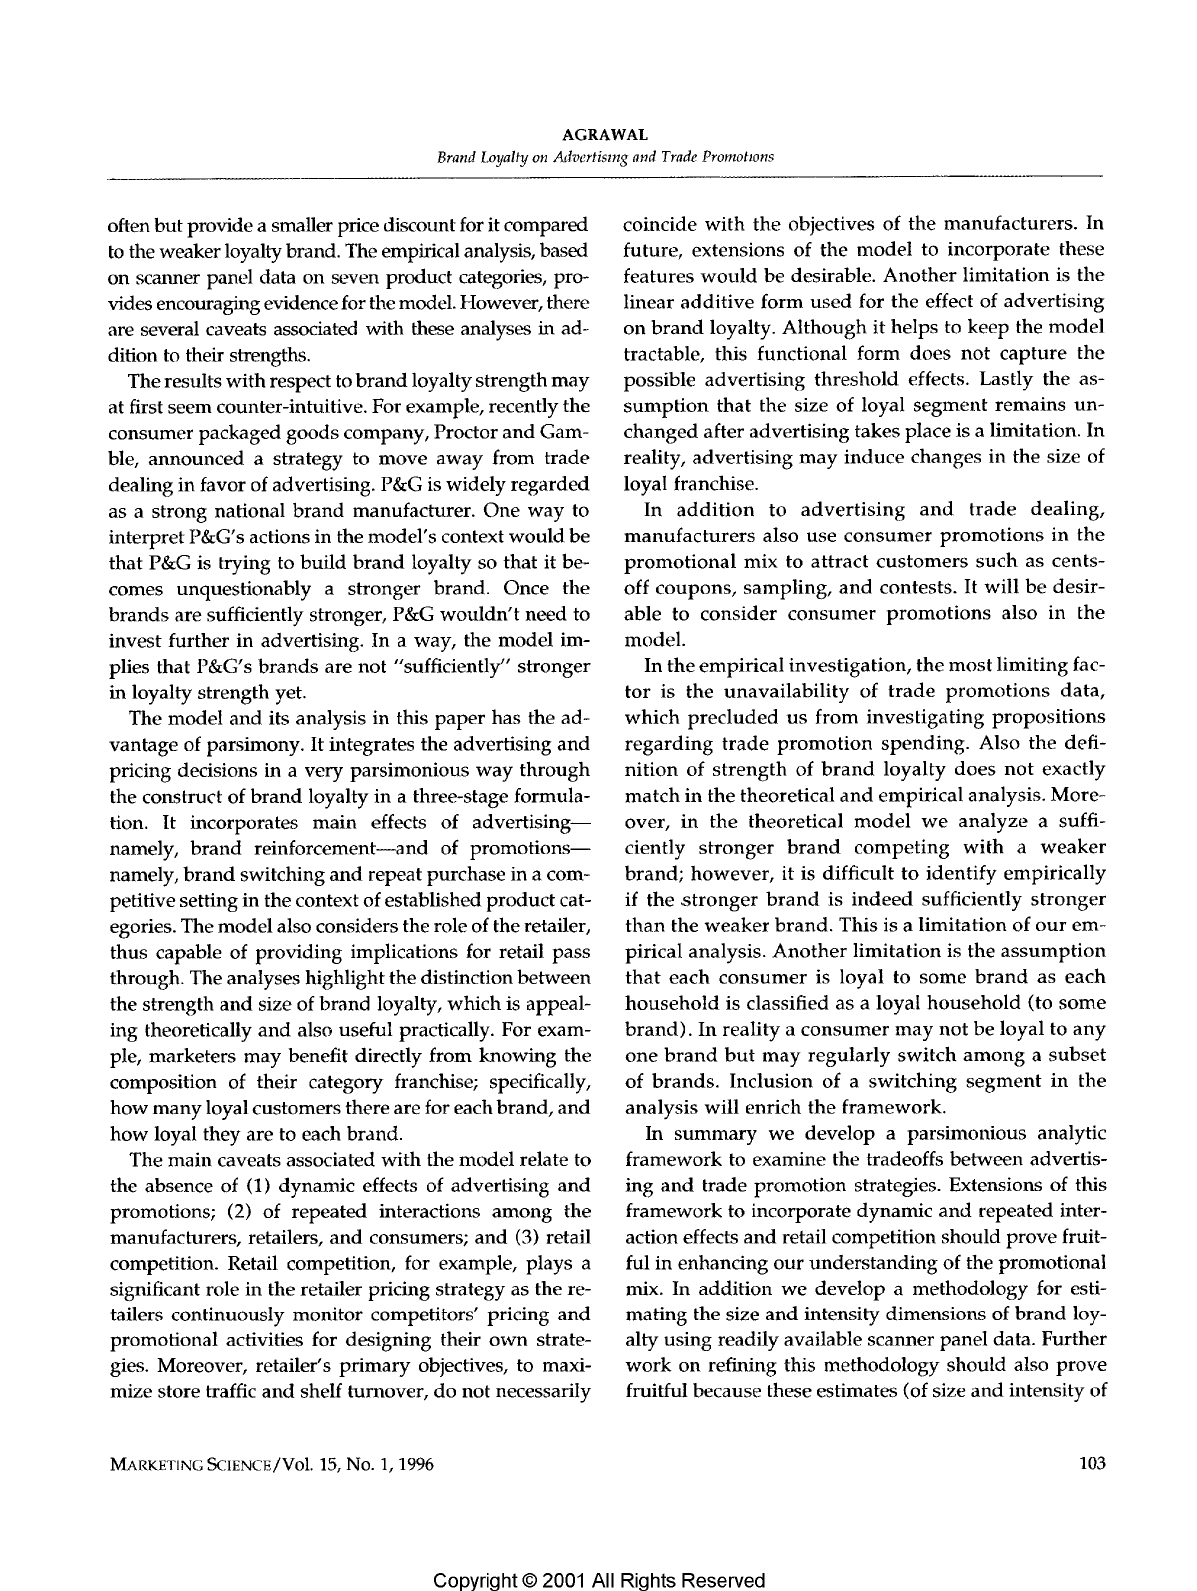 AGRAWAL
Brand Loyalty on Advertising and Trade Promotions
often but provide a smaller price discount for it compared
to the weaker loyalty brand. The empirical analysis, based
on scanner panel data on seven product categories, pro-
vides encouraging evidence for the model. However, there
are several caveats associated with these analyses in ad-
dition to their strengths.
The results with respect to brand loyalty strength may
at first seem counter-intuitive. For example, recently the
consumer packaged goods company, Proctor and Gam-
ble, announced a strategy to move away from trade
dealing in favor of advertising. P&G is widely regarded
as a strong national brand manufacturer. One way to
interpret P&G's actions in the model's context would be
that P&G is trying to build brand loyalty so that it be-
comes unquestionably a stronger brand. Once the
brands are sufficiently stronger, P&G wouldn't need to
invest further in advertising. In a way, the model im-
plies that P&G's brands are not "sufficiently" stronger
in loyalty strength yet.
The model and its analysis in this paper has the ad-
vantage of parsimony. It integrates the advertising and
pricing decisions in a very parsimonious way through
the construct of brand loyalty in a three-stage formula-
tion. It incorporates main effects of advertising—
namely, brand reinforcement—and of promotions—
namely, brand switching and repeat purchase in a com-
petitive setting in the context of established product cat-
egories. The model also considers the role of the retailer,
thus capable of providing implications for retail pass
through. The analyses highlight the distinction between
the strength and size of brand loyalty, which is appeal-
ing theoretically and also useful practically. For exam-
ple, marketers may benefit directly from knowing the
composition of their category franchise; specifically,
how many loyal customers there are for each brand, and
how loyal they are to each brand.
The main caveats associated with the model relate to
the absence of (1) dynamic effects of advertising and
promotions; (2) of repeated interactions among the
manufacturers, retailers, and consumers; and (3) retail
competition. Retail competition, for example, plays a
significant role in the retailer pricing strategy as the re-
tailers continuously monitor competitors' pricing and
promotional activities for designing their own strate-
gies. Moreover, retailer's primary objectives, to maxi-
mize store traffic and shelf turnover, do not necessarily
coincide with the objectives of the manufacturers. In
future, extensions of the model to incorporate these
features would be desirable. Another limitation is the
linear additive form used for the effect of advertising
on brand loyalty. Although it helps to keep the model
tractable, this functional form does not capture the
possible advertising threshold effects. Lastly the as-
sumption that the size of loyal segment remains un-
changed after advertising takes place is a limitation. In
reality, advertising may induce changes in the size of
loyal franchise.
In addition to advertising and trade dealing,
manufacturers also use consumer promotions in the
promotional mix to attract customers such as cents-
off coupons, sampling, and contests. It will be desir-
able to consider consumer promotions also in the
model.
In the empirical investigation, the most limiting fac-
tor is the unavailability of trade promotions data,
which precluded us from investigating propositions
regarding trade promotion spending. Also the defi-
nition of strength of brand loyalty does not exactly
match in the theoretical and empirical analysis. More-
over, in the theoretical model we analyze a suffi-
ciently stronger brand competing with a weaker
brand; however, it is difficult to identify empirically
if the stronger brand is indeed sufficiently stronger
than the weaker brand. This is a limitation of our em-
pirical analysis. Another limitation is the assumption
that each consumer is loyal to some brand as each
household is classified as a loyal household (to some
brand). In reality a consumer may not be loyal to any
one brand but may regularly switch among a subset
of brands. Inclusion of a switching segment in the
analysis will enrich the framework.
In summary we develop a parsimonious analytic
framework to examine the tradeoffs between advertis-
ing and trade promotion strategies. Extensions of this
framework to incorporate dynamic and repeated inter-
action effects and retail competition should prove fruit-
ful in enhancing our understanding of the promotional
mix. In addition we develop a methodology for esti-
mating the size and intensity dimensions of brand loy-
alty using readily available scanner panel data. Further
work on refining this methodology should also prove
fruitful because these estimates (of size and intensity of
MARKETING SCIENCE/Vol. 15, No. 1, 1996
103
Copyright © 2001 All Rights Reserved